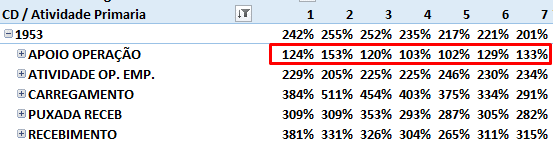 CD / Atividade Primaria 1 2 3 4 5 6 7
1953 242% 255% 252% 235% 217% 221% 201%
APOIO OPERAÇÃO 124% 153% 120% 103% 102% 129% 133%
ATIVIDADE OP. EMP. 229% 205% 225% 225% 246% 230% 234%
CARREGAMENTO 384% 511% 454% 403% 375% 334% 291%
PUXADA RECEB 309% 309% 353% 293% 287% 305% 282%
RECEBIMENTO 381% 331% 326% 304% 265% 311% 315%